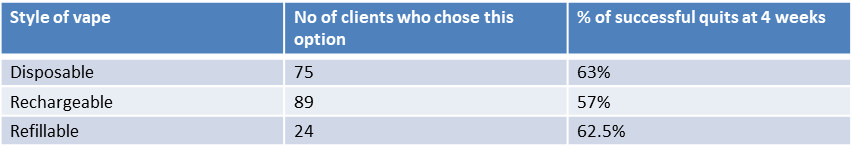 Style of vape No of clients who chose this % of successful quits at 4 weeks
option
Disposable 75 63%
Rechargeable 89 57%
Refillable 24 62.5%